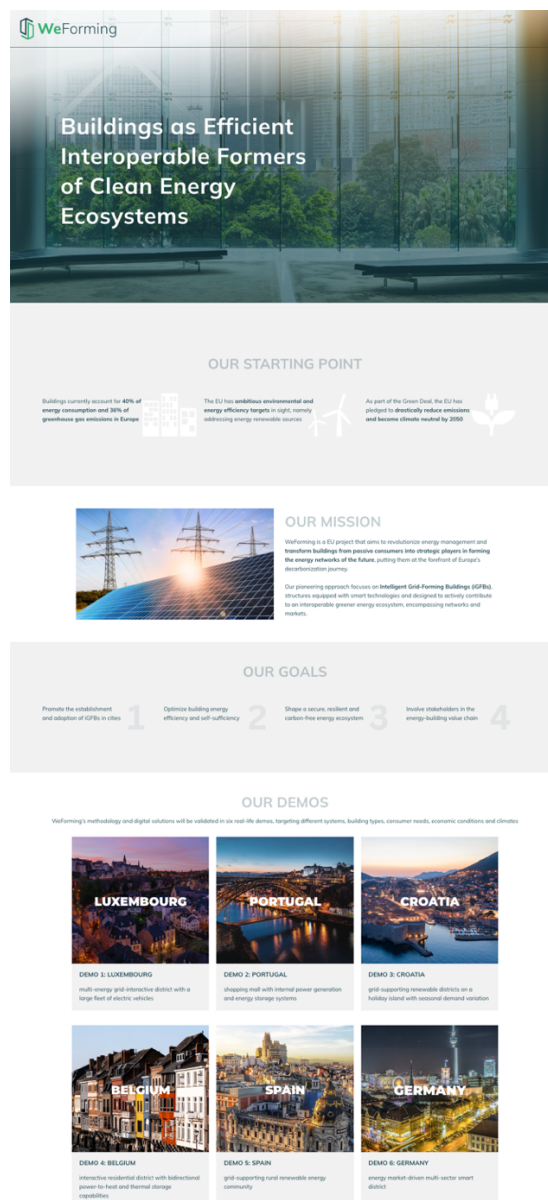 WeForming
Buildings as Efficient
Interoperable Formers
of Clean Energy
Ecosystems
OUR STARTING POINT
Buildings currently account for 40% of
energy consumption and 36% of
greenhouse gas emissions in Europe
The EU has ambitious environmental and
energy efficiency targets in sight, namely
addressing energy renewable sources
As part of the Green Deal, the EU has
pledged to drastically reduce emissions
and become climate neutral by 2050
OUR MISSION
WeForming is a EU project that aims to revolutionize energy management and
transform buildings from passive consumers into strategic players in forming
the energy networks of the future, putting them at the forefront of Europe's
decarbonization journey.
Our pioneering approach focuses on Intelligent Grid-Forming Buildings (iGFBs),
structures equipped with smart technologies and designed to actively contribute
to an interoperable greener energy ecosystem, encompassing networks and
markets.
OUR GOALS
Promote the establishment
and adoption of iGFBs in cities
1
Optimize building energy
efficiency and self-sufficiency
2
Shape a secure, resilient and
carbon-free energy ecosystem
3
Involve stakeholders in the
energy-building value chain
4
OUR DEMOS
WeForming's methodology and digital solutions will be validated in six real-life demos, targeting different systems, building types, consumer needs, economic conditions and climates
LUXEMBOURG
DEMO 1: LUXEMBOURG
multi-energy grid-interactive district with a
large fleet of electric vehicles
PORTUGAL
DEMO 2: PORTUGAL
shopping mall with internal power generation
and energy storage systems
CROATIA
DEMO 3: CROATIA
grid-supporting renewable districts on a
holiday island with seasonal demand variation
BELGIUM
DEMO 4: BELGIUM
interactive residential district with bidirectional
power-to-heat and thermal storage
capabilities
SPAIN
DEMO 5: SPAIN
grid-supporting rural renewable energy
community
GERMANY
DEMO 6: GERMANY
energy market-driven multi-sector smart
district